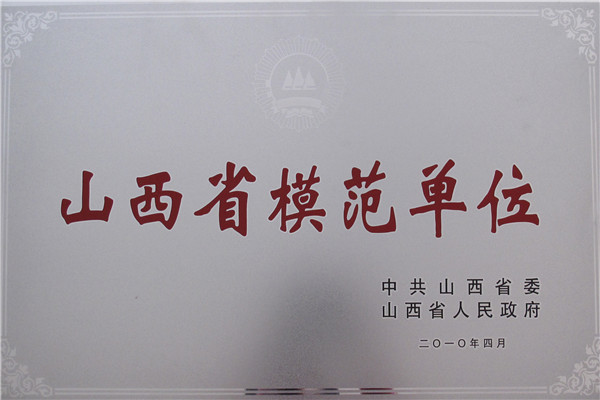 山西省模范单位
中共山西省委
山西省人民政府
二〇一〇年四月